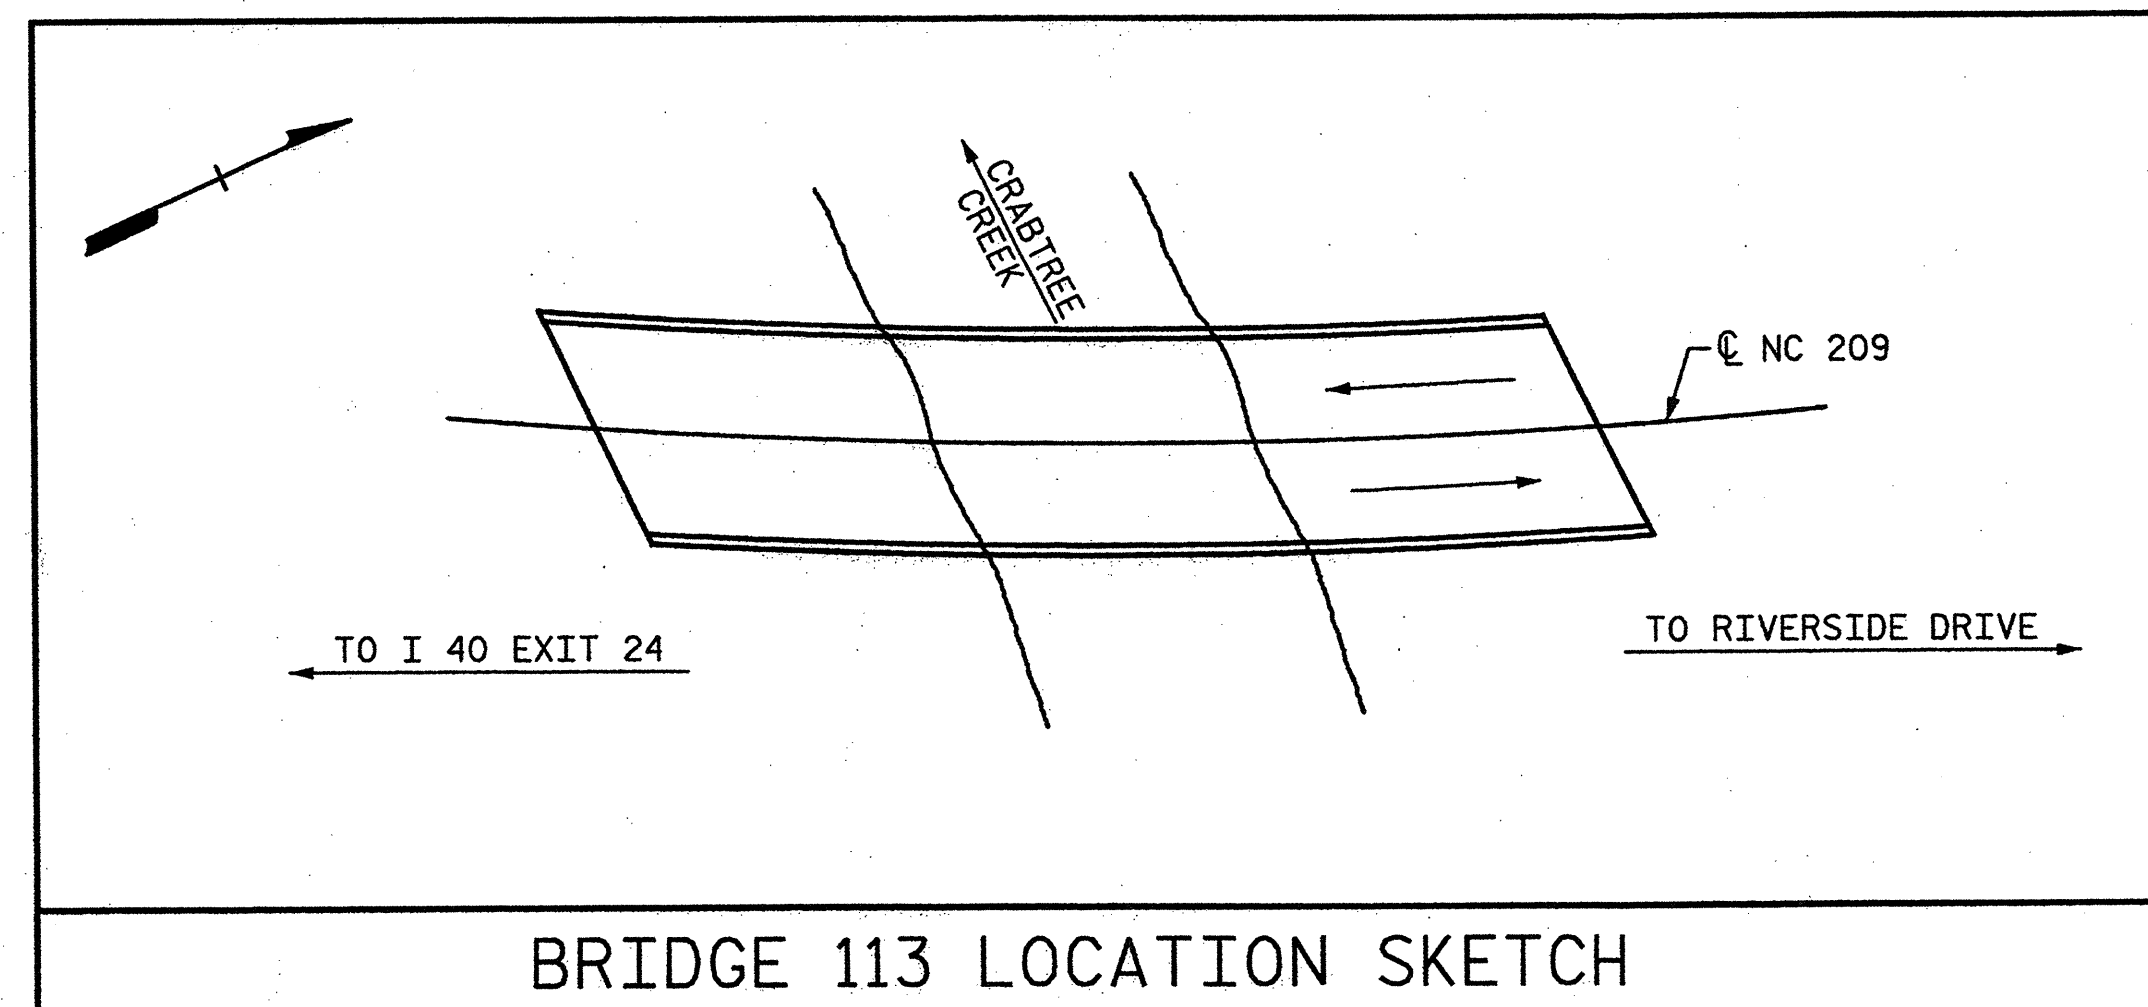 CRABTREE
CREEK
℄ NC 209
TO I 40 EXIT 24
TO RIVERSIDE DRIVE
BRIDGE 113 LOCATION SKETCH